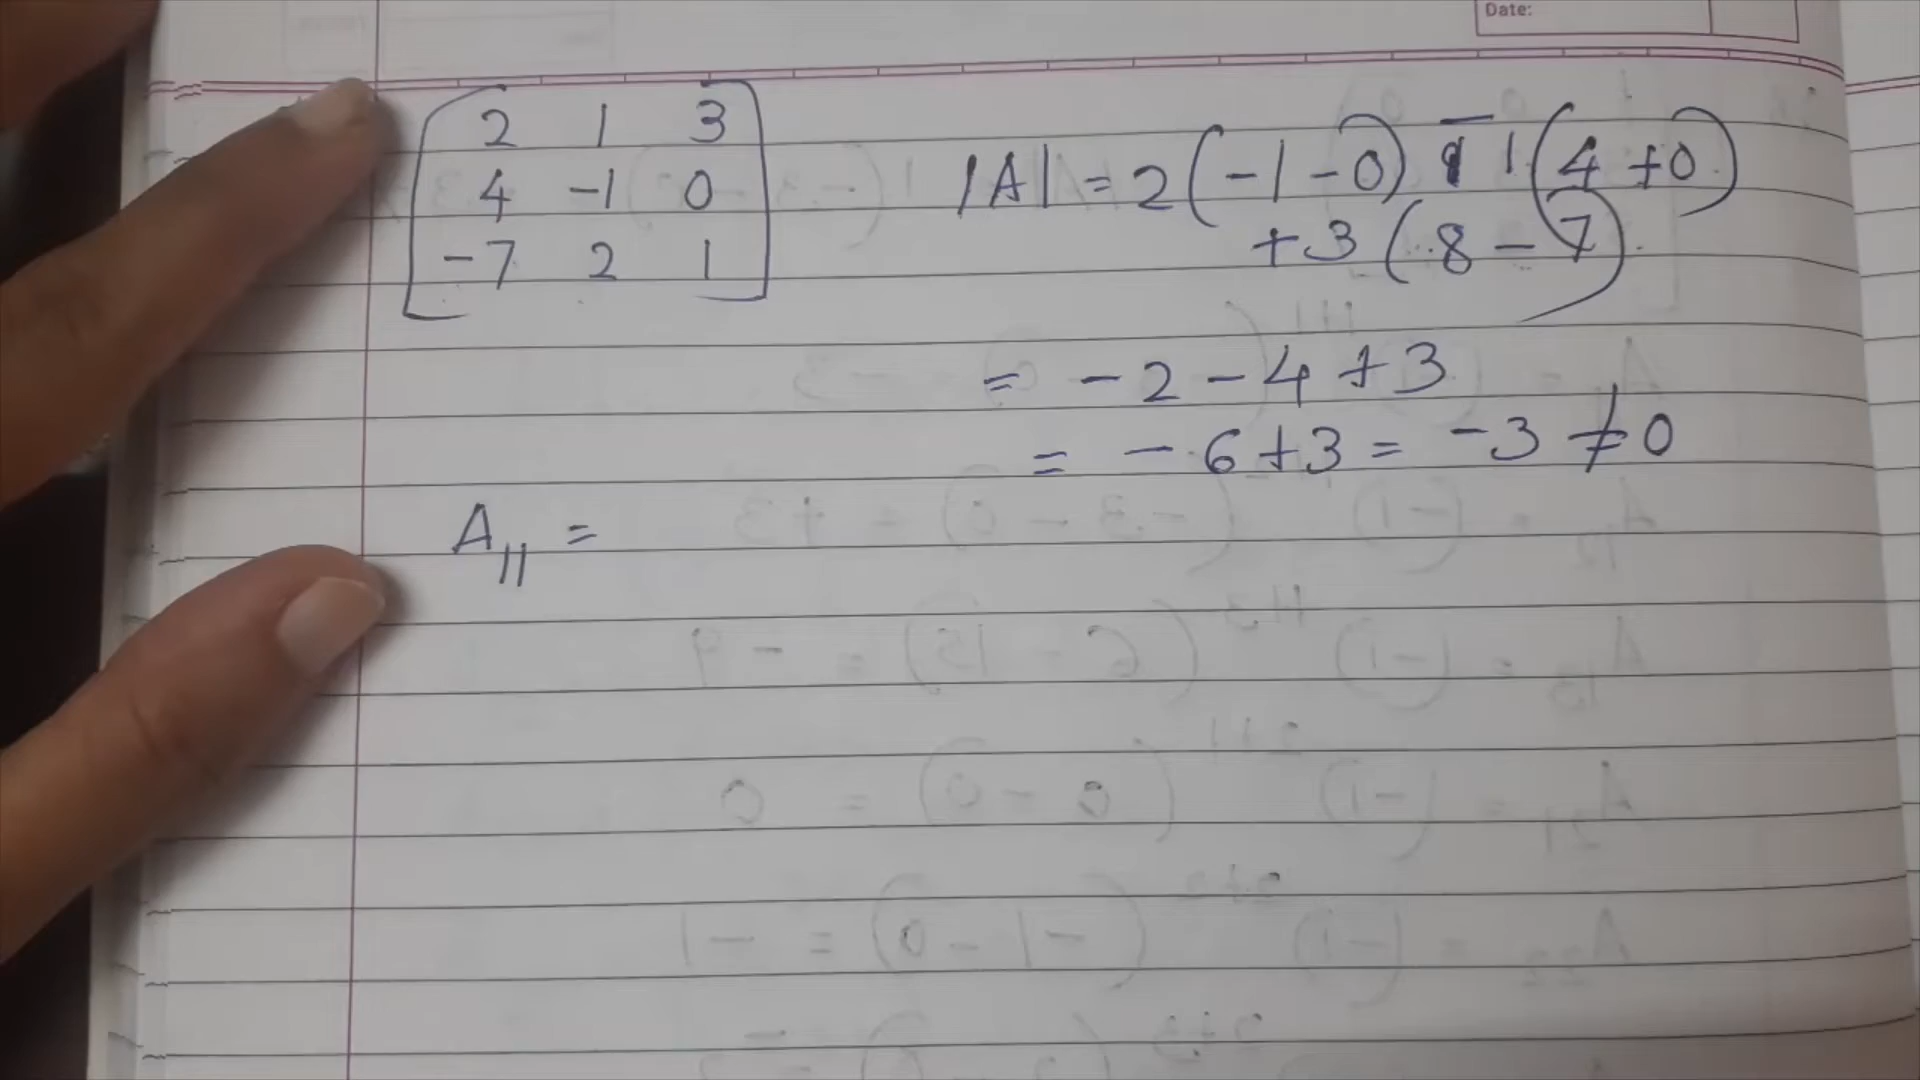 Date:
2 1 3
4 -1 0
-7 2 1
|A| = 2(-1-0) - 1(4+0)
+3(8-7)
= -2-4+3
= -6+3 = -3 ≠ 0
A11 =